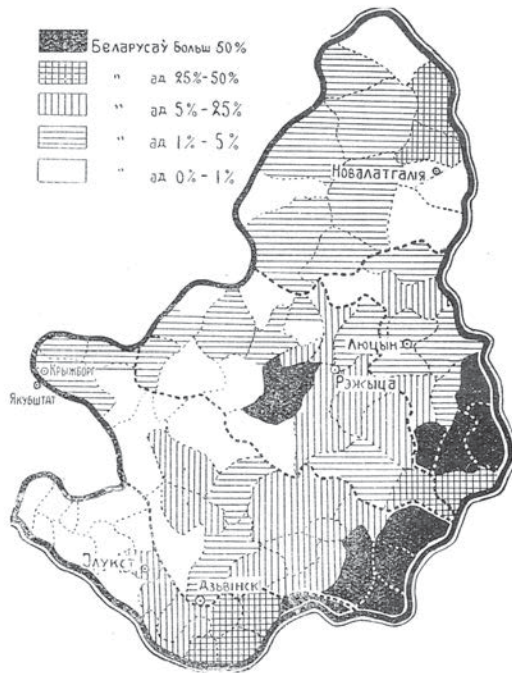 Беларусаў больш 50%
" ад 25%-50%
" ад 5%-25%
" ад 1%-5%
" ад 0%-1%
Новалатгалія
Люцын
Рэжыца
Крыжборг
Якубштат
Ілукст
Дзьвінск